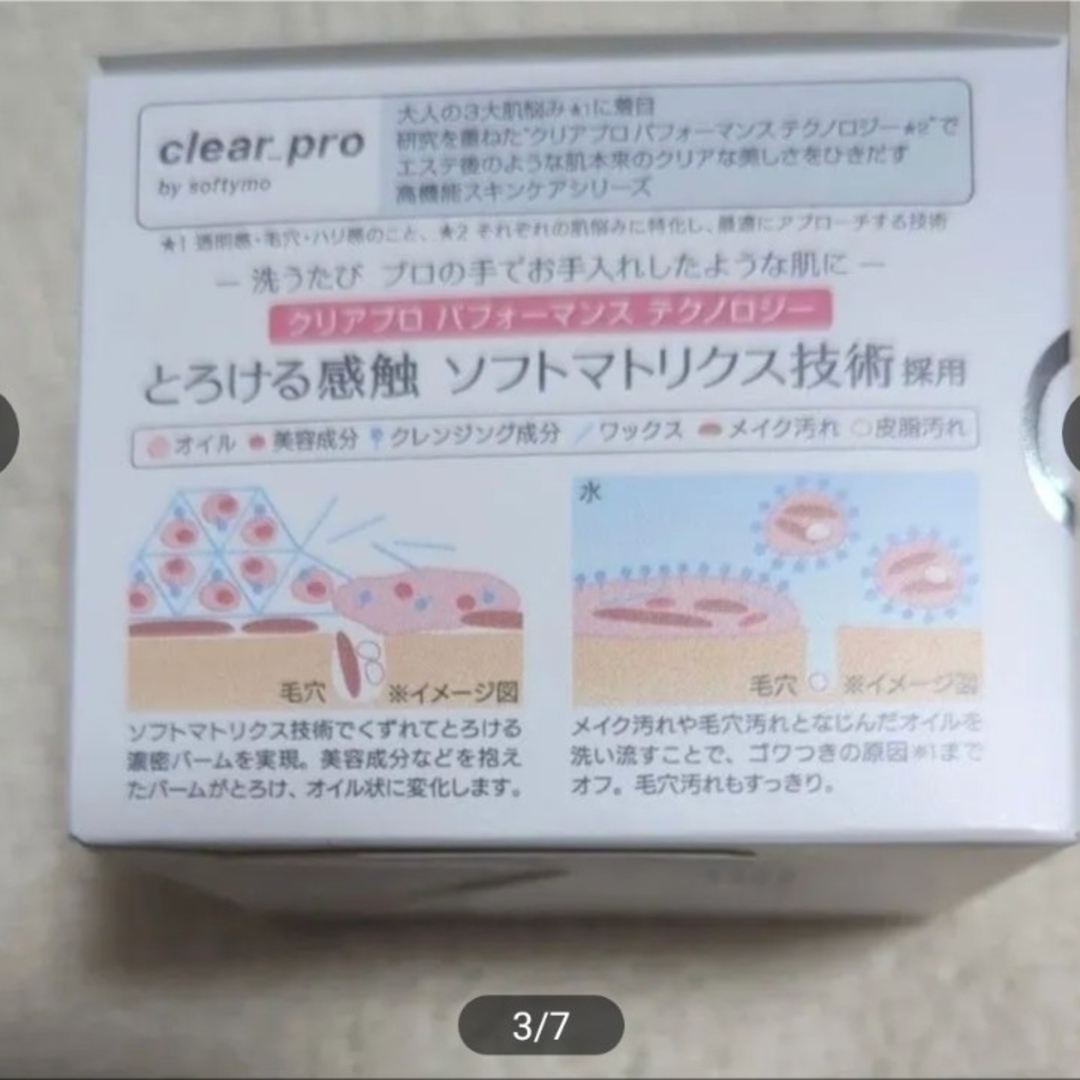 clear_pro
by softymo
大人の3大肌悩み★1に着目
研究を重ねた"クリアプロ パフォーマンス テクノロジー★2"で
エステ後のような肌本来のクリアな美しさをひきだす
高機能スキンケアシリーズ
★1 透明感・毛穴・ハリ感のこと、★2 それぞれの肌悩みに特化し、最適にアプローチする技術
— 洗うたび プロの手でお手入れしたような肌に —
クリアプロ パフォーマンス テクノロジー
とろける感触 ソフトマトリクス技術 採用
オイル 美容成分 クレンジング成分 ワックス メイク汚れ 皮脂汚れ
毛穴 ※イメージ図
ソフトマトリクス技術でくずれてとろける
濃密バームを実現。美容成分などを抱え
たバームがとろけ、オイル状に変化します。
水
毛穴 ※イメージ図
メイク汚れや毛穴汚れとなじんだオイルを
洗い流すことで、ゴワつきの原因※1まで
オフ。毛穴汚れもすっきり。
3/7